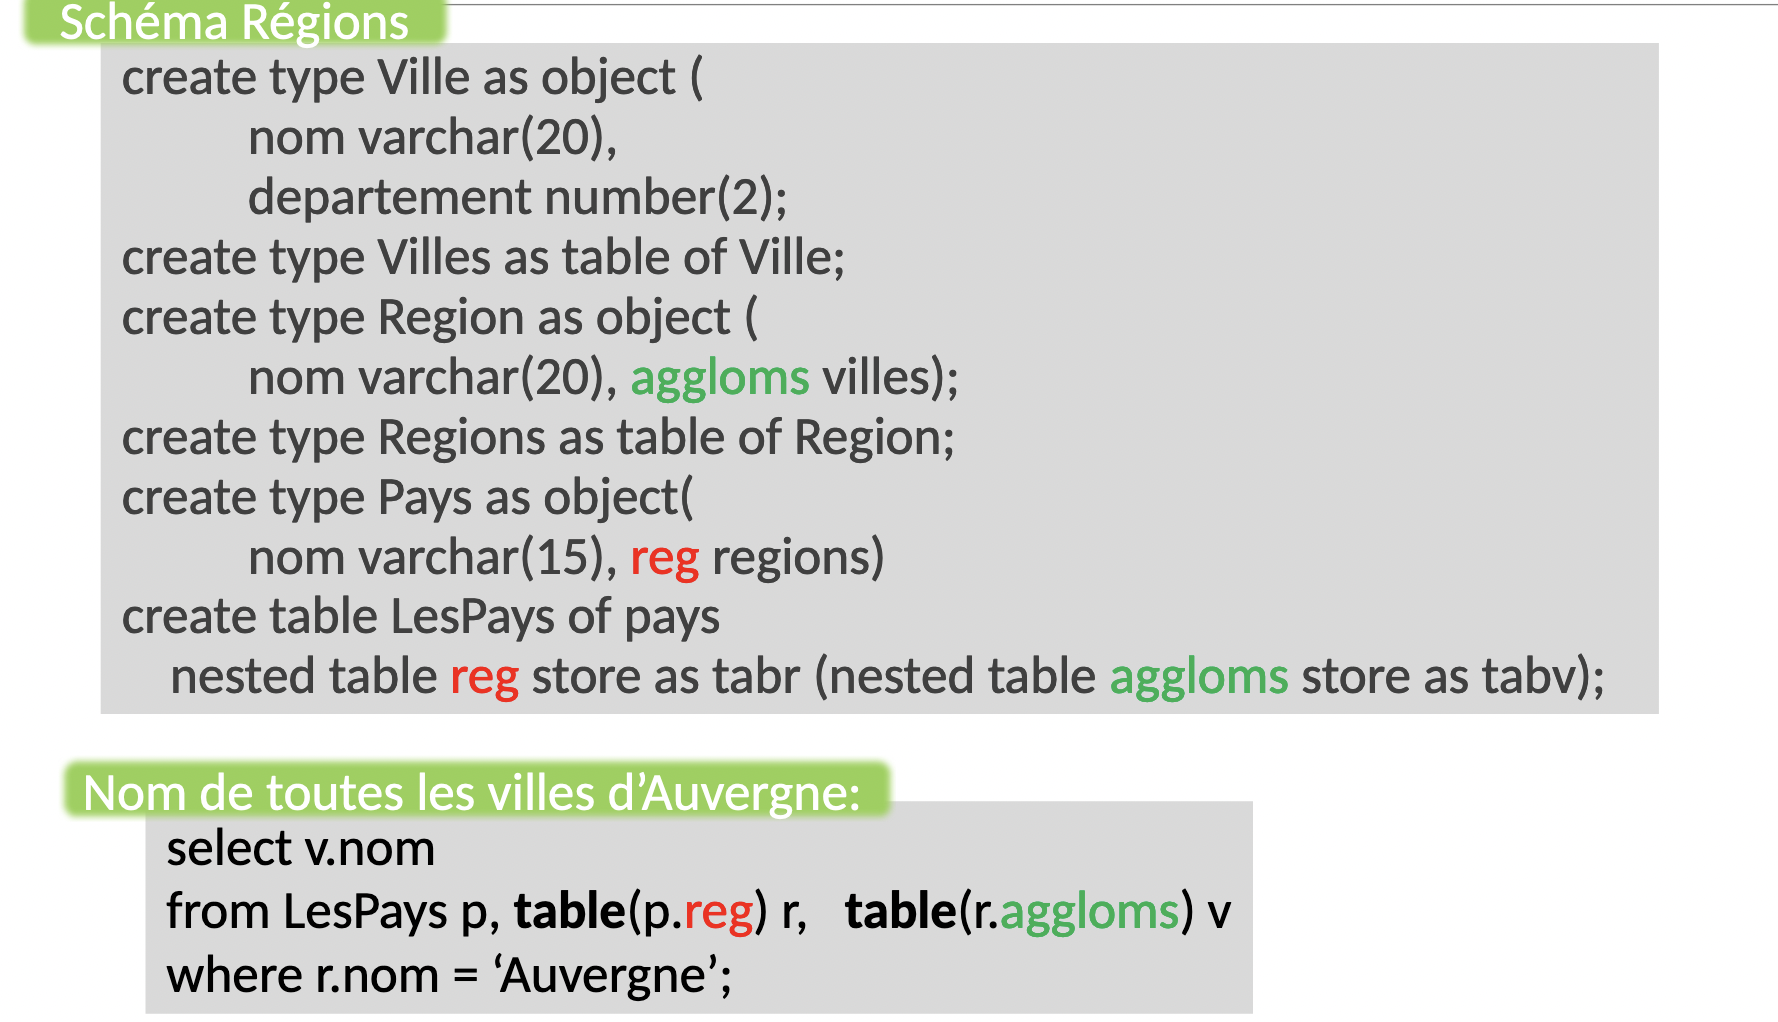 Schéma Régions
create type Ville as object (
nom varchar(20),
departement number(2);
create type Villes as table of Ville;
create type Region as object (
nom varchar(20), aggloms villes);
create type Regions as table of Region;
create type Pays as object(
nom varchar(15), reg regions)
create table LesPays of pays
nested table reg store as tabr (nested table aggloms store as tabv);
Nom de toutes les villes d’Auvergne:
select v.nom
from LesPays p, table(p.reg) r, table(r.aggloms) v
where r.nom = ‘Auvergne’;